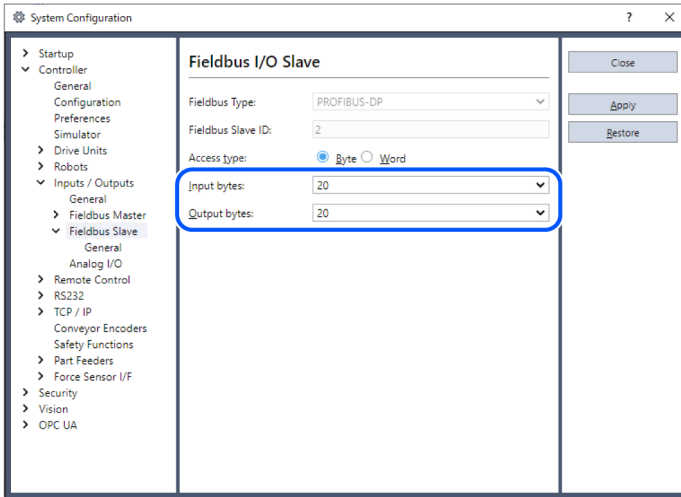 System Configuration
?
Startup
Controller
General
Configuration
Preferences
Simulator
Drive Units
Robots
Inputs / Outputs
General
Fieldbus Master
Fieldbus Slave
General
Analog I/O
Remote Control
RS232
TCP / IP
Conveyor Encoders
Safety Functions
Part Feeders
Force Sensor I/F
Security
Vision
OPC UA
Fieldbus I/O Slave
Fieldbus Type: PROFIBUS-DP
Fieldbus Slave ID: 2
Access type: Byte Word
Input bytes: 20
Output bytes: 20
Close
Apply
Restore